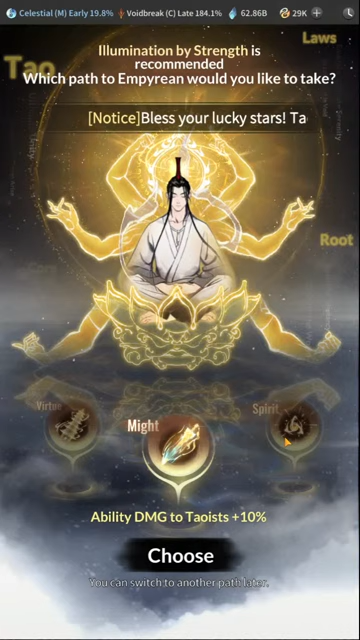 Celestial (M) Early 19.8% Voidbreak (C) Late 184.1% 62.86B 29K
Laws
Illumination by Strength is
recommended
Tao
Which path to Empyrean would you like to take?
[Notice]Bless your lucky stars! Ta
Root
Virtue
Might
Spirit
Ability DMG to Taoists +10%
Choose
You can switch to another path later.